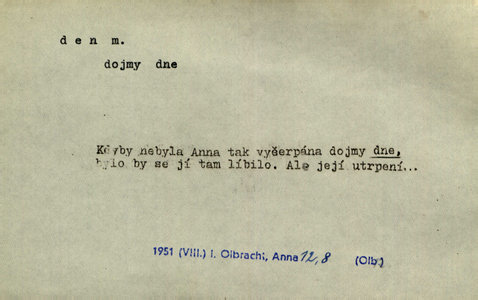 den m.
dojmy dne
Kdyby nebyla Anna tak vyčerpána dojmy dne,
bylo by se jí tam líbilo. Ale její utrpení...
1951 (VIII.) I. Olbracht, Anna 12,8 (Olb.)